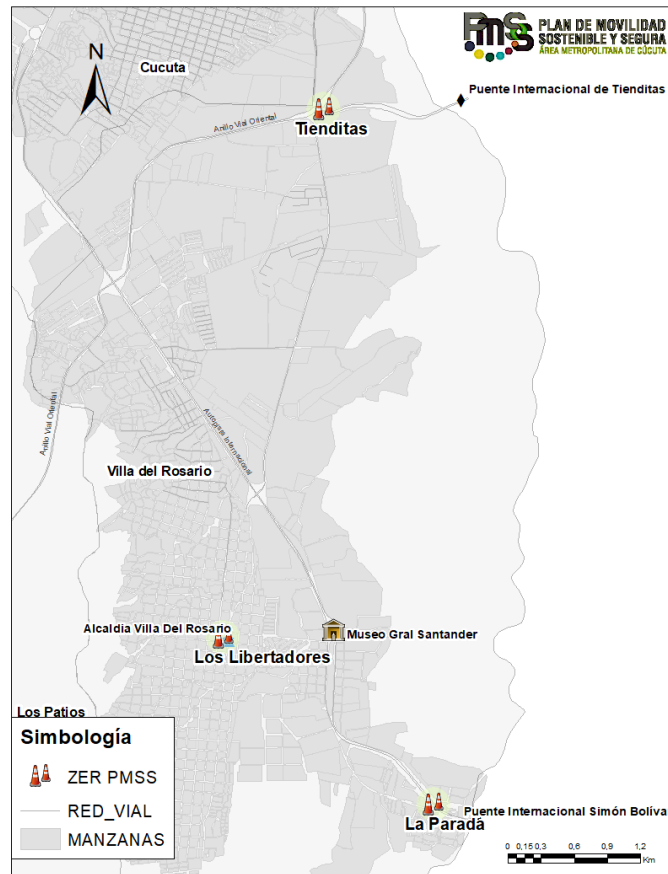 PmSS
PLAN DE MOVILIDAD
SOSTENIBLE Y SEGURA
ÁREA METROPOLITANA DE CÚCUTA
N
Cucuta
Puente Internacional de Tienditas
Anillo Vial Oriental
Tienditas
Anillo Vial Oriental
Autopista Internacional
Villa del Rosario
Alcaldia Villa Del Rosario
Museo Gral Santander
Los Libertadores
Los Patios
Simbología
ZER PMSS
RED_VIAL
MANZANAS
Puente Internacional Simón Bolíva
La Parada
0 0,15 0,3 0,6 0,9 1,2
Km